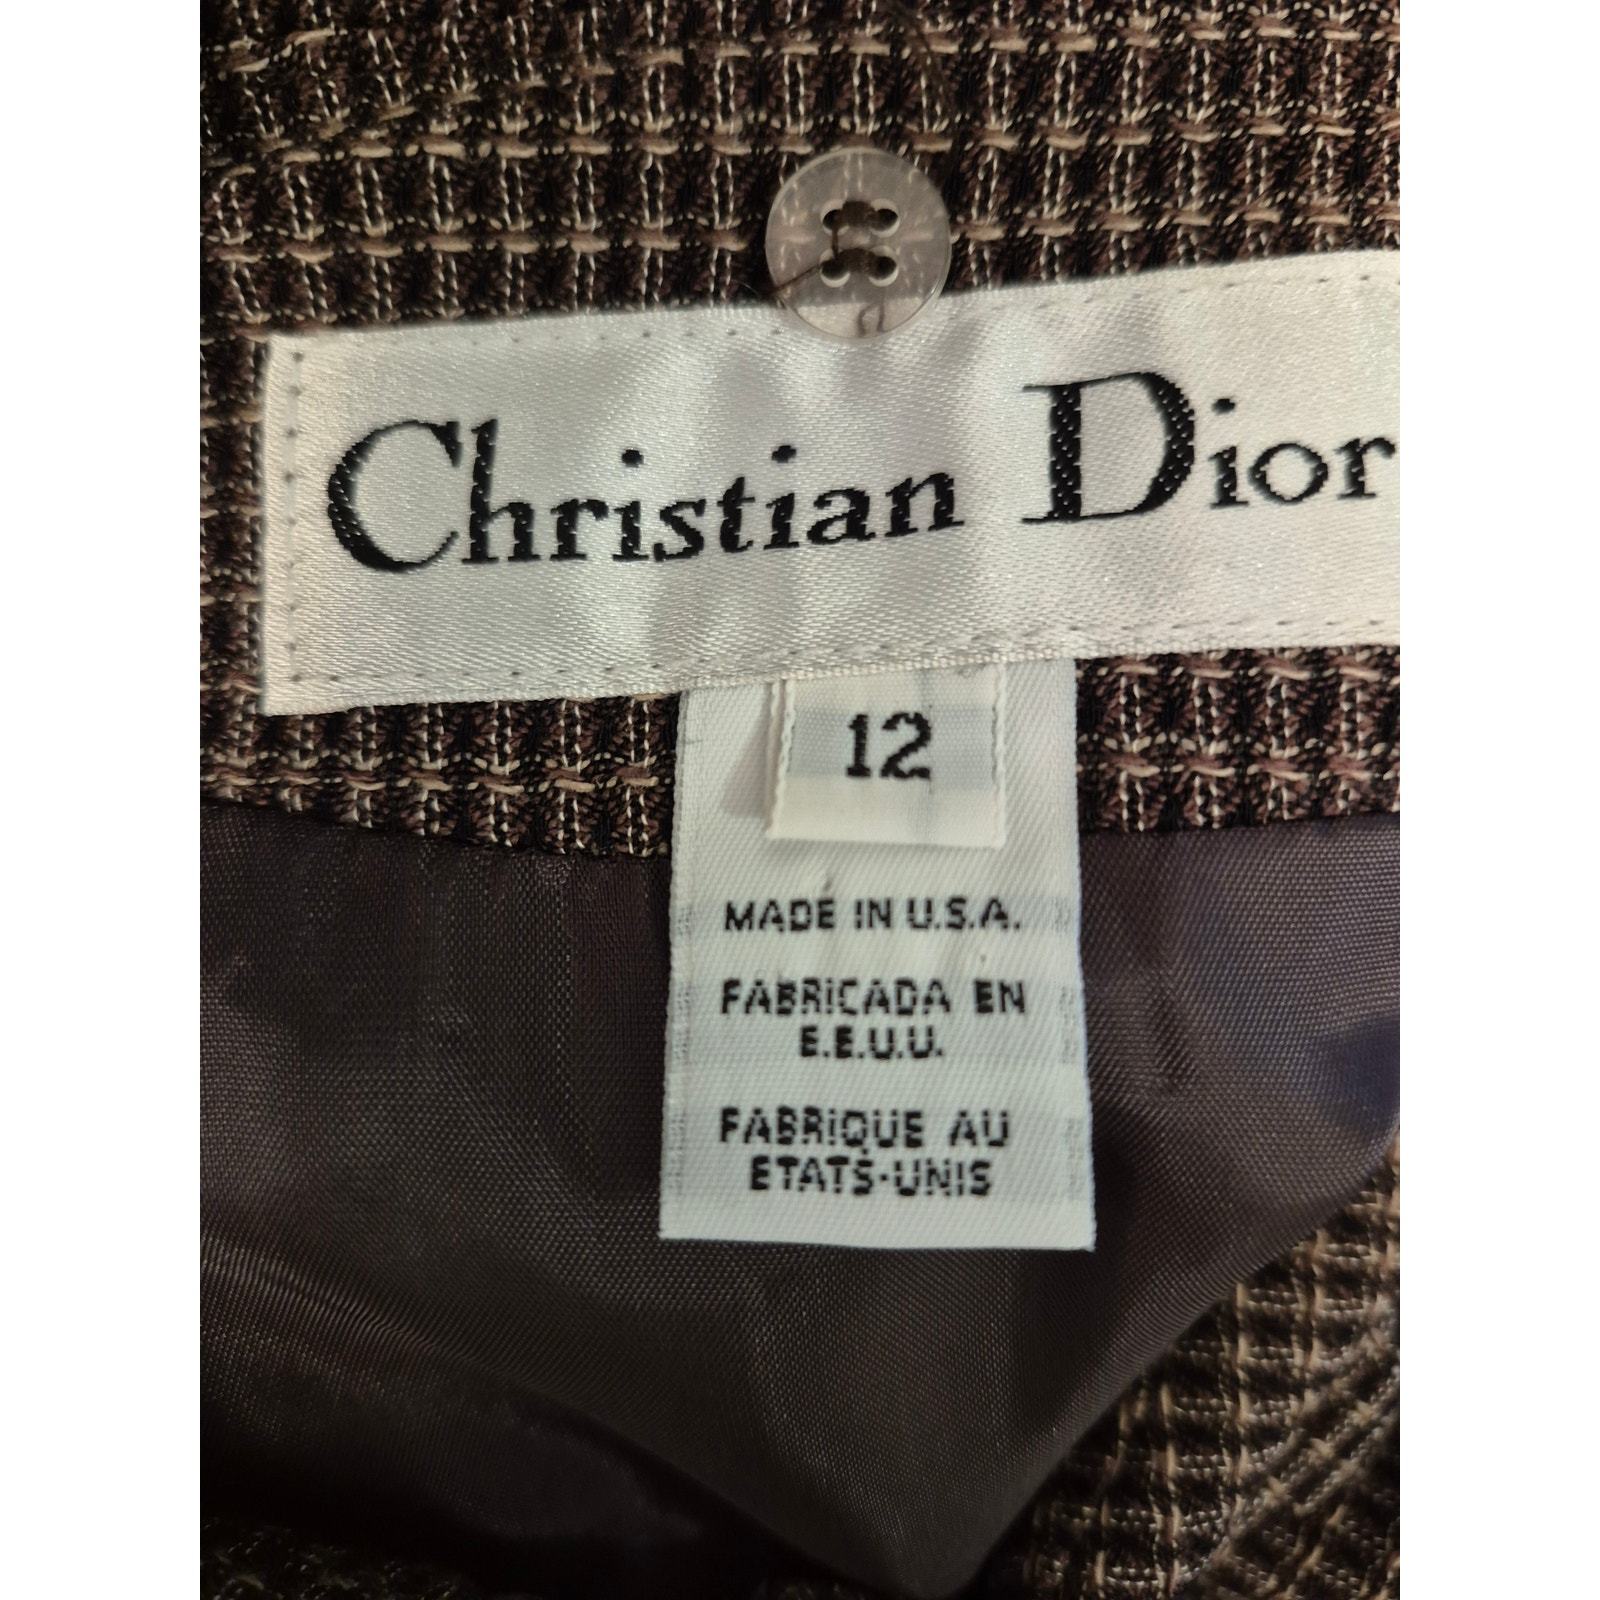 Christian Dior
12
MADE IN U.S.A.
FABRICADA EN
E.E.U.U.
FABRIQUE AU
ETATS-UNIS